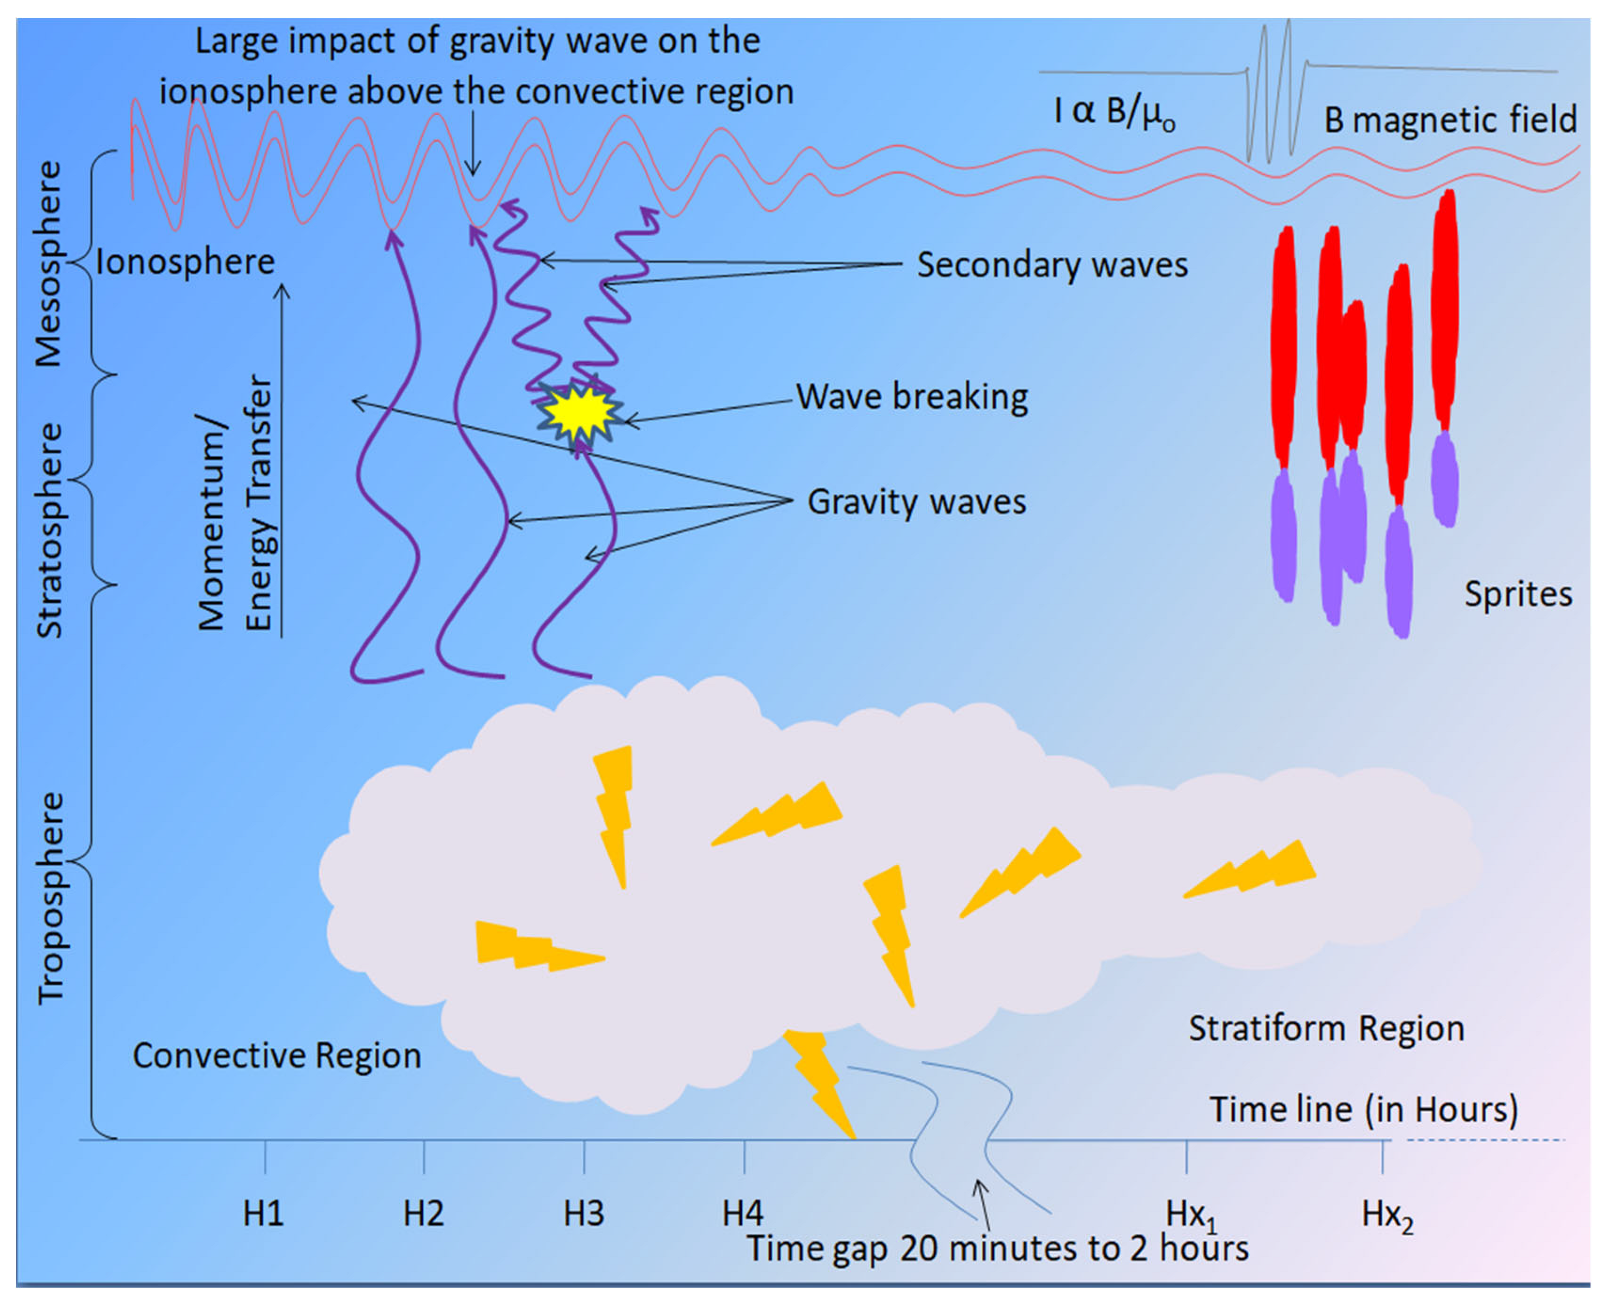 Large impact of gravity wave on the
ionosphere above the convective region
I α B/μo
B magnetic field
Mesosphere
Ionosphere
Secondary waves
Momentum/
Energy Transfer
Wave breaking
Stratosphere
Gravity waves
Sprites
Troposphere
Convective Region
Stratiform Region
Time line (in Hours)
H1 H2 H3 H4 Hx1 Hx2
Time gap 20 minutes to 2 hours